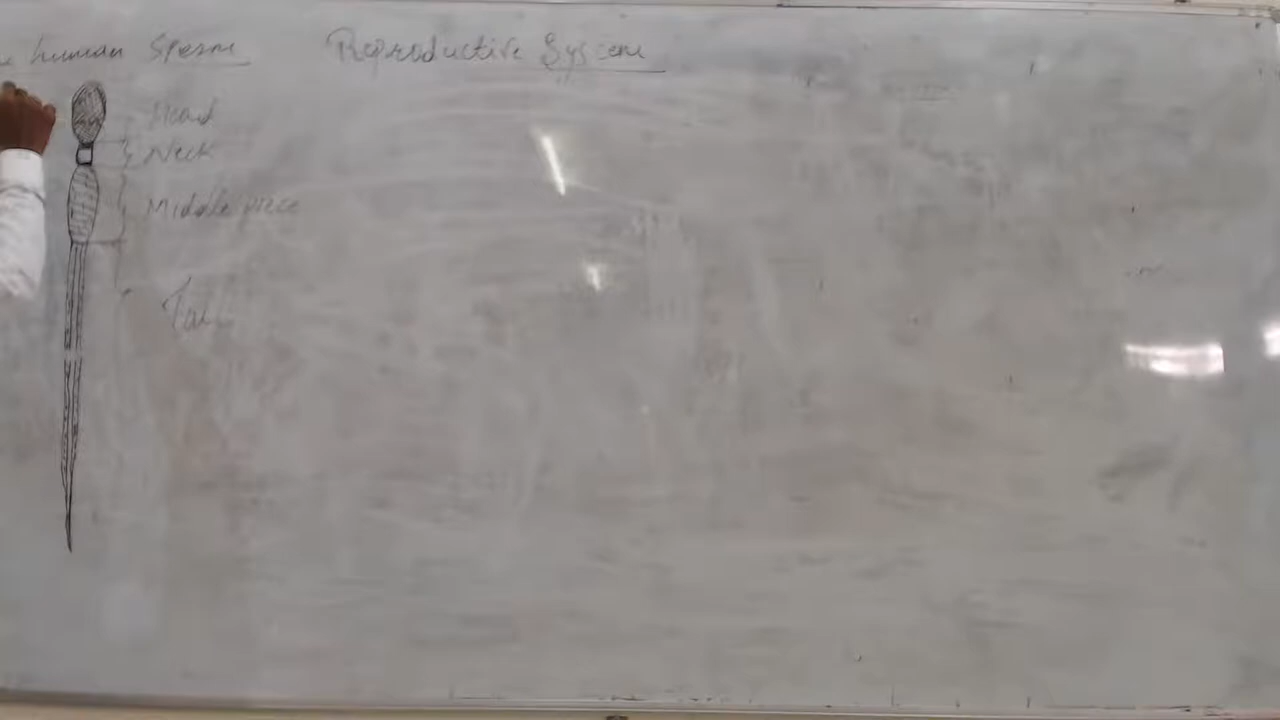 human Sperm
Reproductive System
Head
Neck
Middle piece
Tail